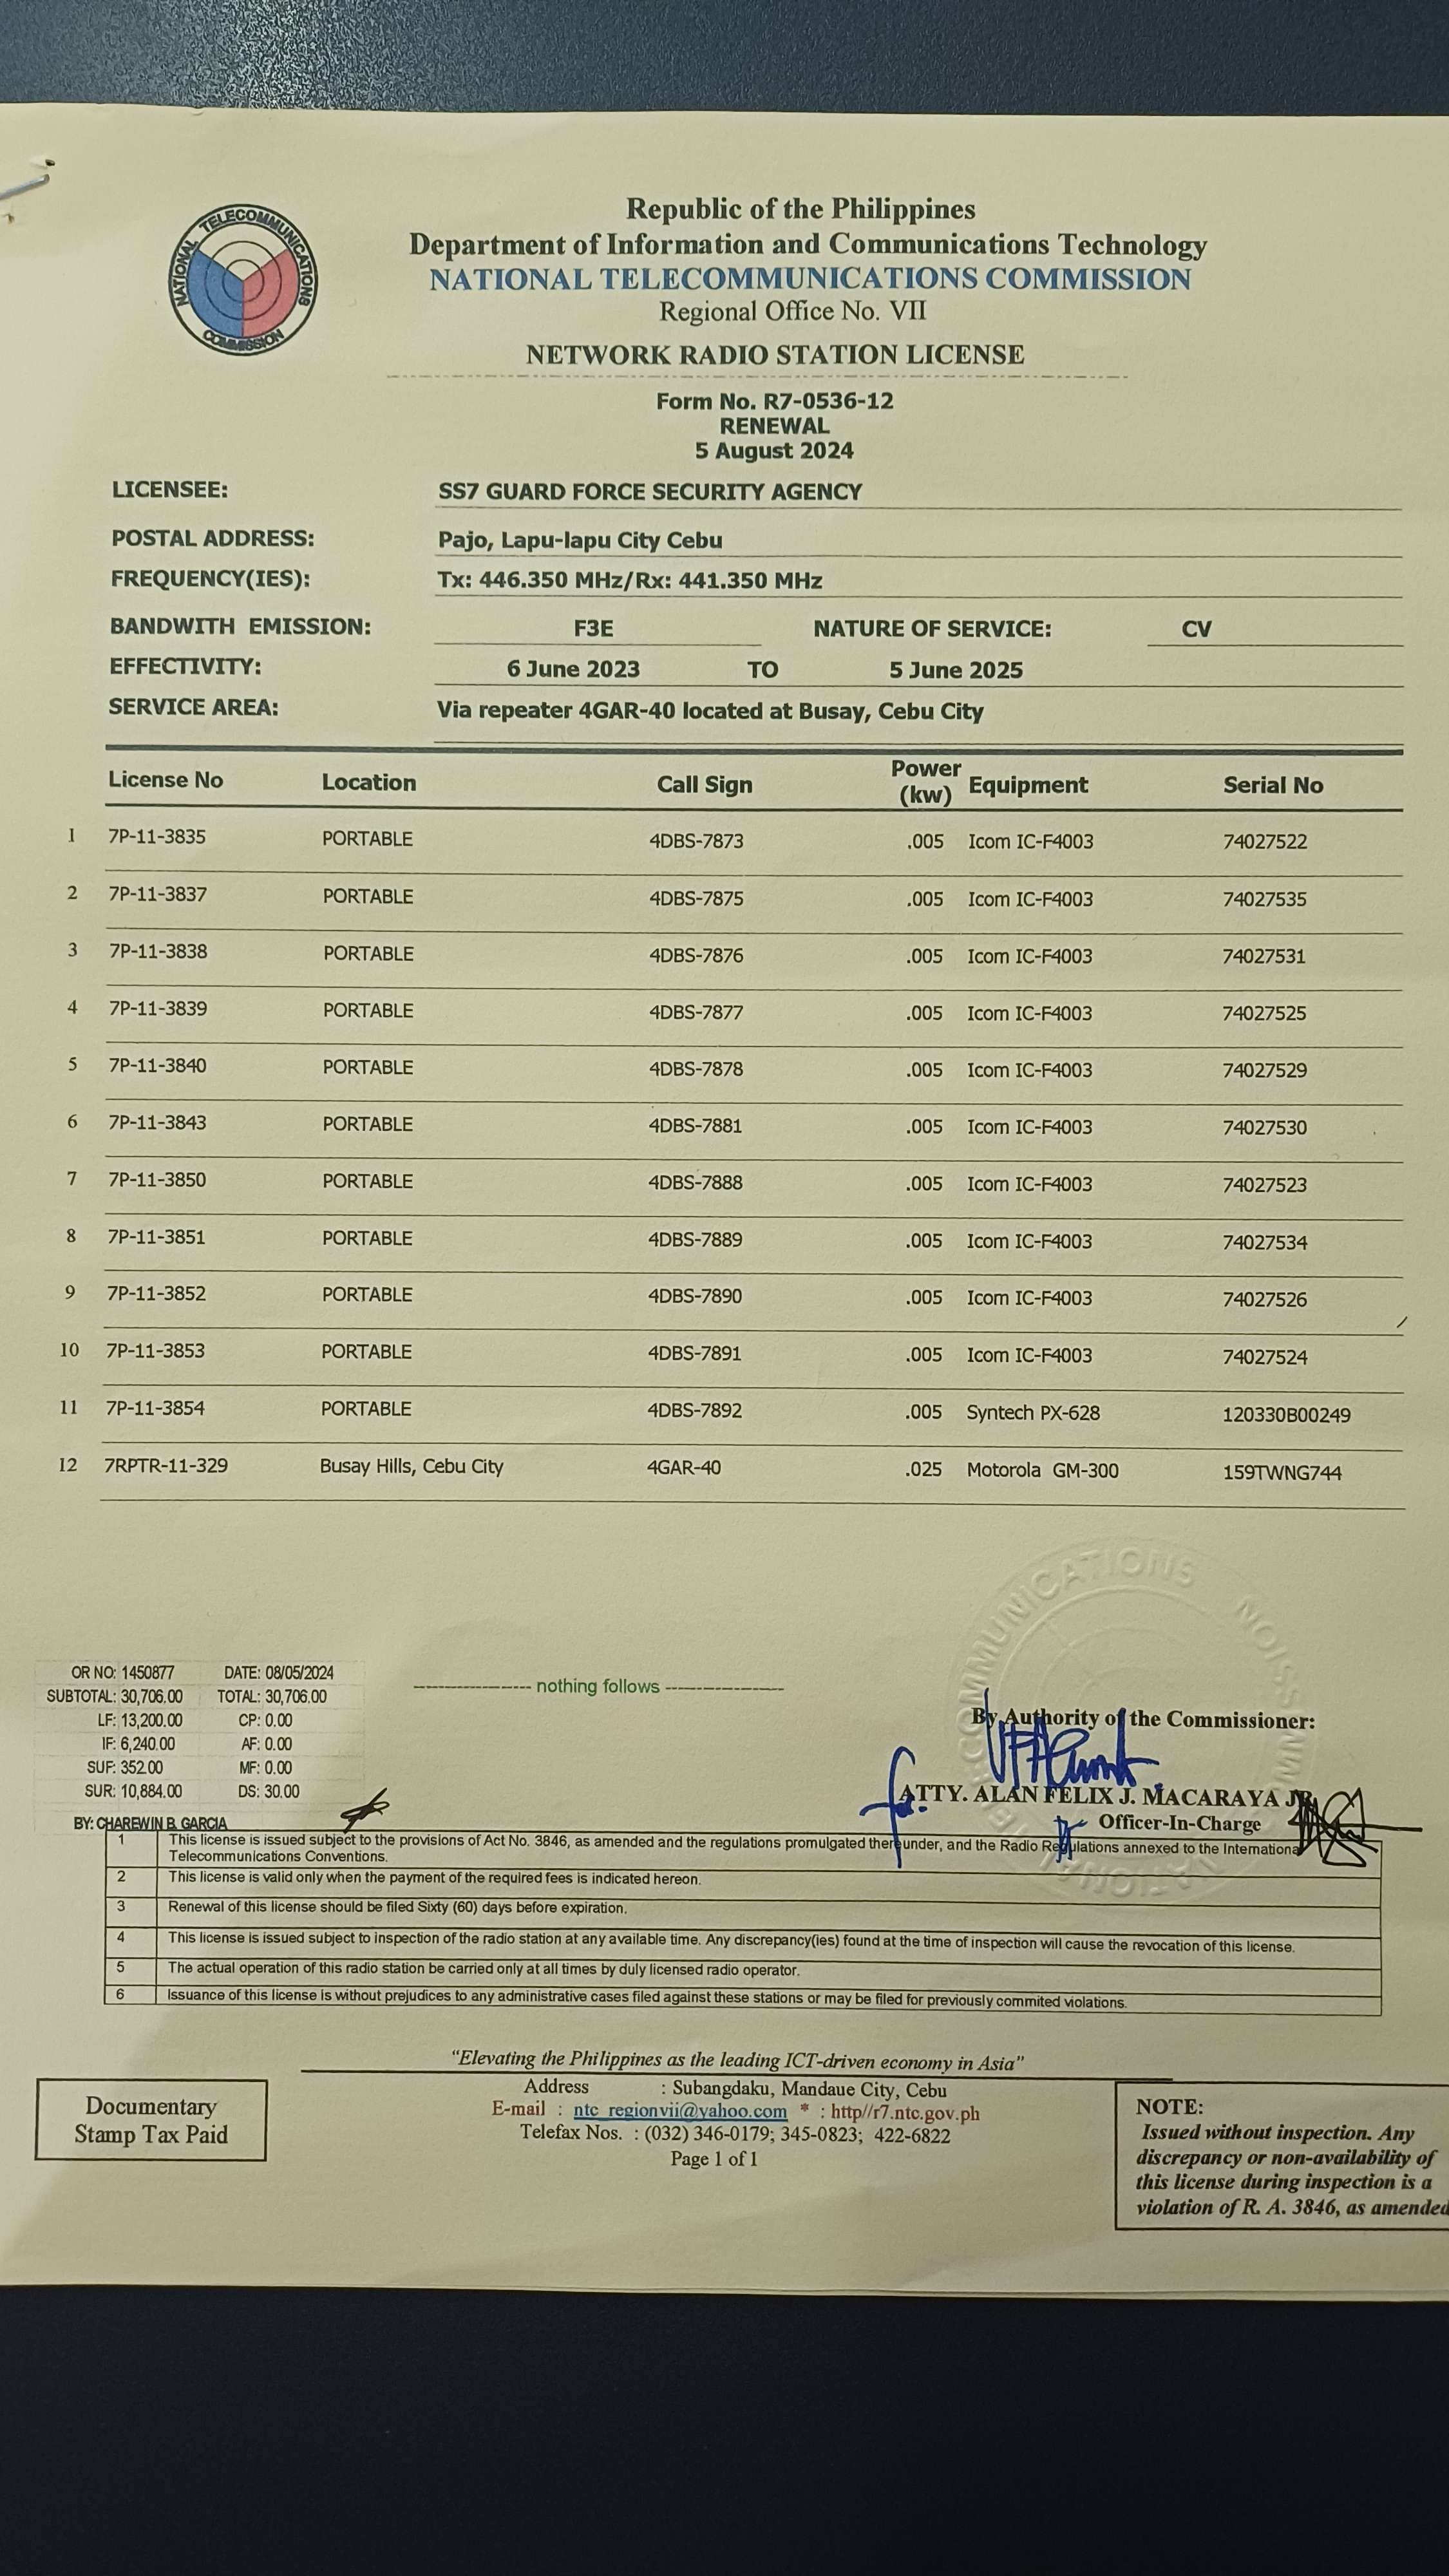 NATIONAL TELECOMMUNICATIONS COMMISSION
Republic of the Philippines
Department of Information and Communications Technology
NATIONAL TELECOMMUNICATIONS COMMISSION
Regional Office No. VII
NETWORK RADIO STATION LICENSE
Form No. R7-0536-12
RENEWAL
5 August 2024
LICENSEE: SS7 GUARD FORCE SECURITY AGENCY
POSTAL ADDRESS: Pajo, Lapu-lapu City Cebu
FREQUENCY(IES): Tx: 446.350 MHz/Rx: 441.350 MHz
BANDWITH EMISSION: F3E NATURE OF SERVICE: CV
EFFECTIVITY: 6 June 2023 TO 5 June 2025
SERVICE AREA: Via repeater 4GAR-40 located at Busay, Cebu City
License No Location Call Sign Power (kw) Equipment Serial No
1 7P-11-3835 PORTABLE 4DBS-7873 .005 Icom IC-F4003 74027522
2 7P-11-3837 PORTABLE 4DBS-7875 .005 Icom IC-F4003 74027535
3 7P-11-3838 PORTABLE 4DBS-7876 .005 Icom IC-F4003 74027531
4 7P-11-3839 PORTABLE 4DBS-7877 .005 Icom IC-F4003 74027525
5 7P-11-3840 PORTABLE 4DBS-7878 .005 Icom IC-F4003 74027529
6 7P-11-3843 PORTABLE 4DBS-7881 .005 Icom IC-F4003 74027530
7 7P-11-3850 PORTABLE 4DBS-7888 .005 Icom IC-F4003 74027523
8 7P-11-3851 PORTABLE 4DBS-7889 .005 Icom IC-F4003 74027534
9 7P-11-3852 PORTABLE 4DBS-7890 .005 Icom IC-F4003 74027526
10 7P-11-3853 PORTABLE 4DBS-7891 .005 Icom IC-F4003 74027524
11 7P-11-3854 PORTABLE 4DBS-7892 .005 Syntech PX-628 120330B00249
12 7RPTR-11-329 Busay Hills, Cebu City 4GAR-40 .025 Motorola GM-300 159TWNG744
OR NO: 1450877 DATE: 08/05/2024
SUBTOTAL: 30,706.00 TOTAL: 30,706.00
LF: 13,200.00 CP: 0.00
IF: 6,240.00 AF: 0.00
SUF: 352.00 MF: 0.00
SUR: 10,884.00 DS: 30.00
BY: CHAREWIN B. GARCIA
------------------ nothing follows ------------------
By Authority of the Commissioner:
for: ATTY. ALAN FELIX J. MACARAYA JR.
Officer-In-Charge
1 This license is issued subject to the provisions of Act No. 3846, as amended and the regulations promulgated thereunder, and the Radio Regulations annexed to the International
Telecommunications Conventions.
2 This license is valid only when the payment of the required fees is indicated hereon.
3 Renewal of this license should be filed Sixty (60) days before expiration.
4 This license is issued subject to inspection of the radio station at any available time. Any discrepancy(ies) found at the time of inspection will cause the revocation of this license.
5 The actual operation of this radio station be carried only at all times by duly licensed radio operator.
6 Issuance of this license is without prejudices to any administrative cases filed against these stations or may be filed for previously commited violations.
"Elevating the Philippines as the leading ICT-driven economy in Asia"
Address : Subangdaku, Mandaue City, Cebu
E-mail : ntc_regionvii@yahoo.com * : http//r7.ntc.gov.ph
Telefax Nos. : (032) 346-0179; 345-0823; 422-6822
Page 1 of 1
Documentary
Stamp Tax Paid
NOTE:
Issued without inspection. Any
discrepancy or non-availability of
this license during inspection is a
violation of R. A. 3846, as amended